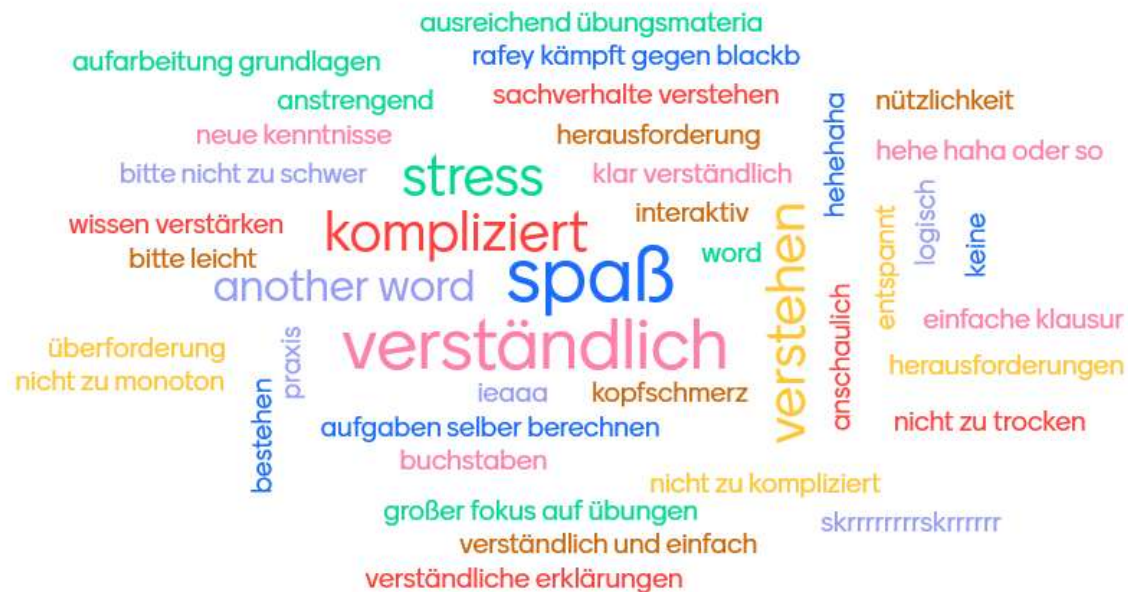 ausreichend übungsmateria
rafey kämpft gegen blackb
aufarbeitung grundlagen
anstrengend
sachverhalte verstehen
hehehaha
nützlichkeit
neue kenntnisse
herausforderung
hehe haha oder so
bitte nicht zu schwer
stress
klar verständlich
wissen verstärken
kompliziert
interaktiv
verstehen
logisch
keine
bitte leicht
another word
spaß
word
entspannt
anschaulich
einfache klausur
überforderung
praxis
verständlich
herausforderungen
nicht zu monoton
ieaaa
kopfschmerz
bestehen
aufgaben selber berechnen
nicht zu trocken
buchstaben
nicht zu kompliziert
großer fokus auf übungen
skrrrrrrrrskrrrrrr
verständlich und einfach
verständliche erklärungen